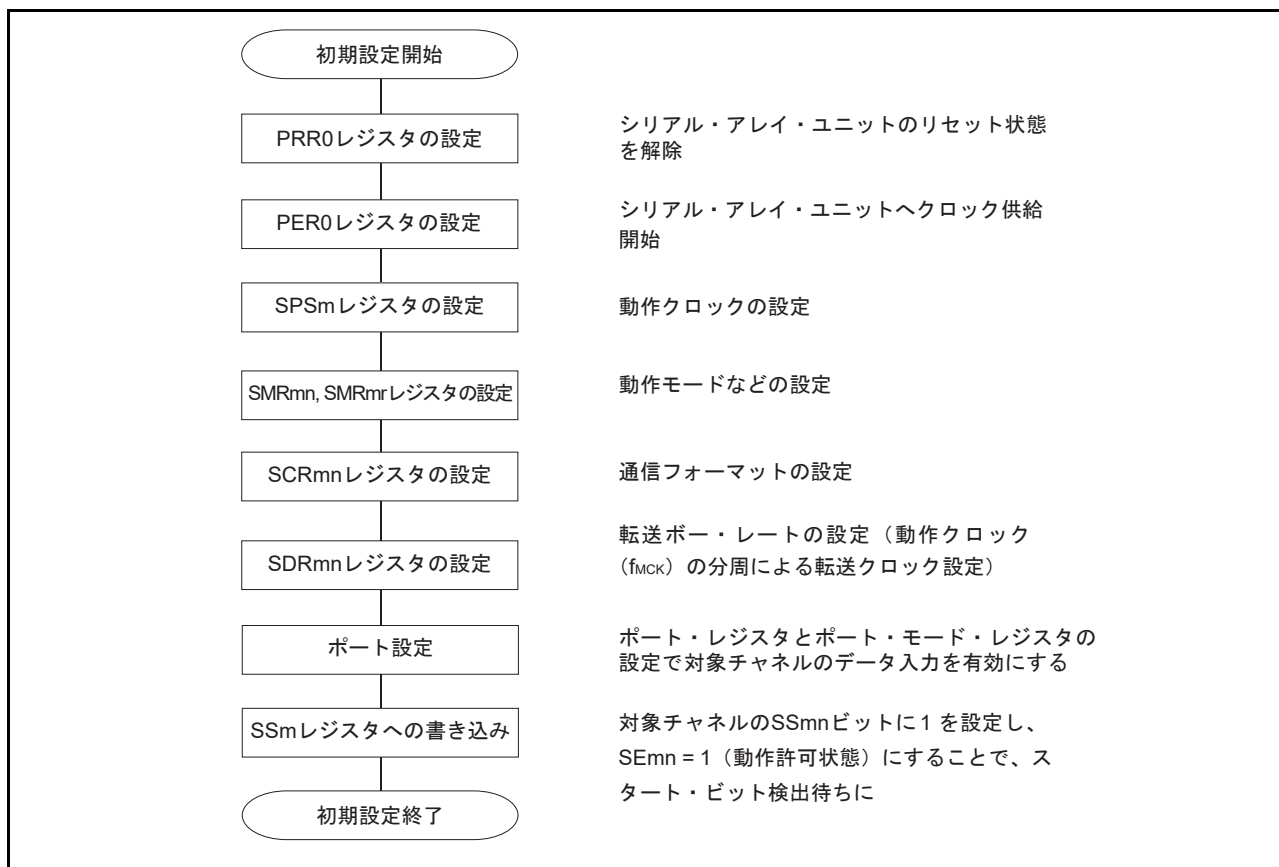 初期設定開始
PRR0レジスタの設定
シリアル・アレイ・ユニットのリセット状態
を解除
PER0レジスタの設定
シリアル・アレイ・ユニットへクロック供給
開始
SPSmレジスタの設定
動作クロックの設定
SMRmn, SMRmrレジスタの設定
動作モードなどの設定
SCRmnレジスタの設定
通信フォーマットの設定
SDRmnレジスタの設定
転送ボー・レートの設定（動作クロック
（fMCK）の分周による転送クロック設定）
ポート設定
ポート・レジスタとポート・モード・レジスタの
設定で対象チャネルのデータ入力を有効にする
SSmレジスタへの書き込み
対象チャネルのSSmnビットに1 を設定し、
SEmn = 1（動作許可状態）にすることで、ス
タート・ビット検出待ちに
初期設定終了